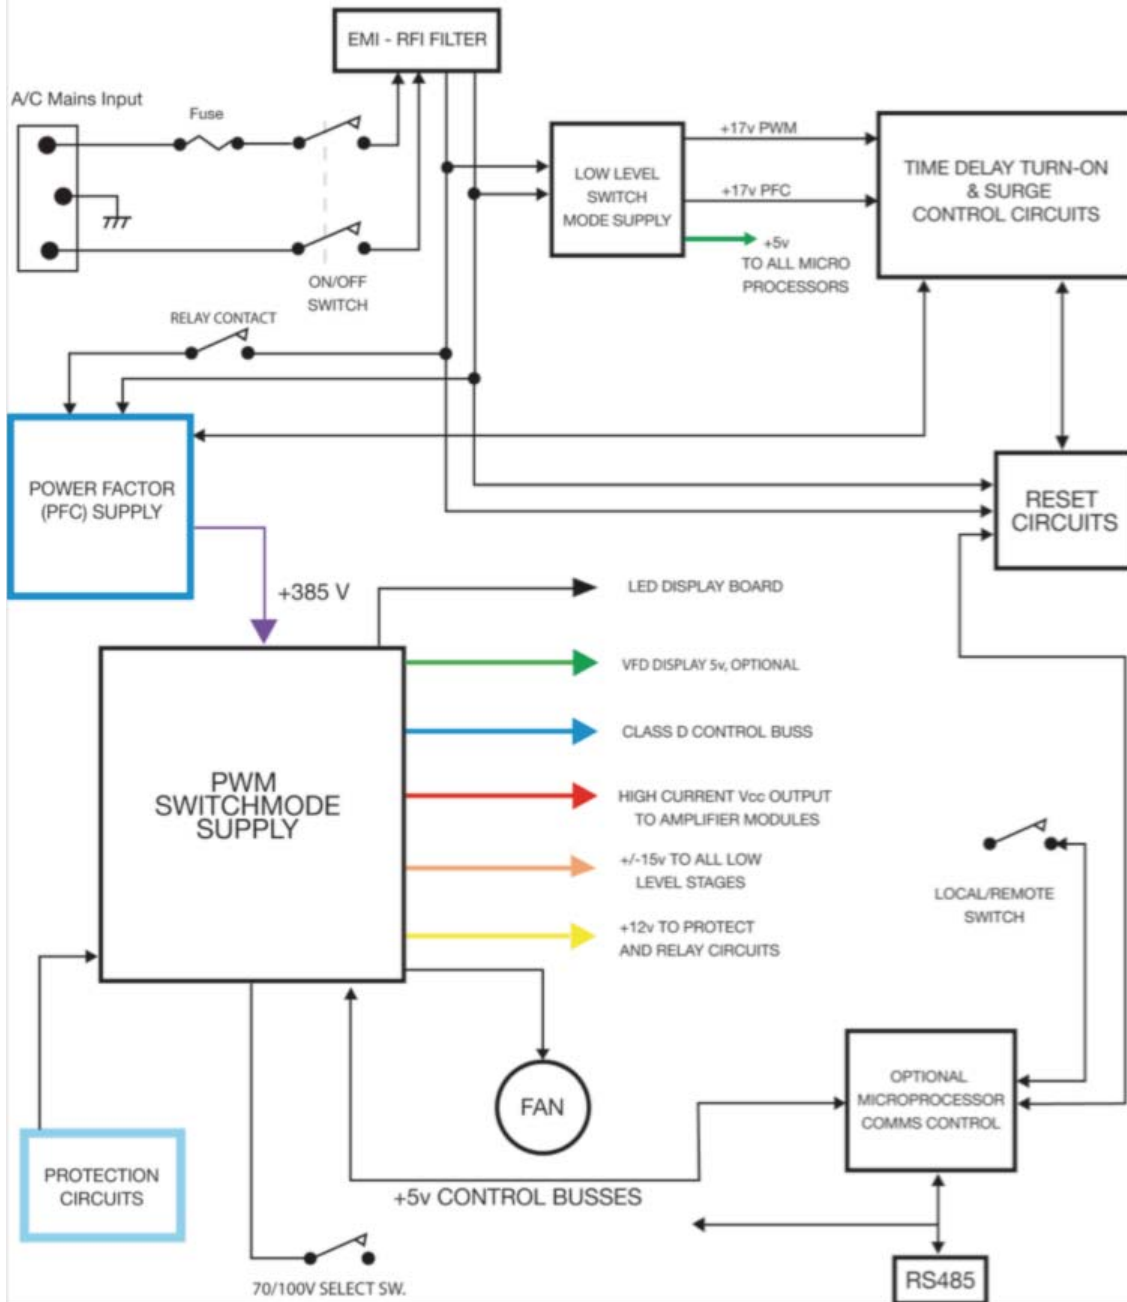 EMI - RFI FILTER
A/C Mains Input
Fuse
ON/OFF
SWITCH
LOW LEVEL
SWITCH
MODE SUPPLY
+17v PWM
+17v PFC
+5v
TO ALL MICRO
PROCESSORS
TIME DELAY TURN-ON
& SURGE
CONTROL CIRCUITS
RELAY CONTACT
POWER FACTOR
(PFC) SUPPLY
RESET
CIRCUITS
+385 V
LED DISPLAY BOARD
VFD DISPLAY 5v, OPTIONAL
CLASS D CONTROL BUSS
HIGH CURRENT Vcc OUTPUT
TO AMPLIFIER MODULES
+/-15v TO ALL LOW
LEVEL STAGES
+12v TO PROTECT
AND RELAY CIRCUITS
PWM
SWITCHMODE
SUPPLY
LOCAL/REMOTE
SWITCH
FAN
OPTIONAL
MICROPROCESSOR
COMMS CONTROL
PROTECTION
CIRCUITS
+5v CONTROL BUSSES
70/100V SELECT SW.
RS485